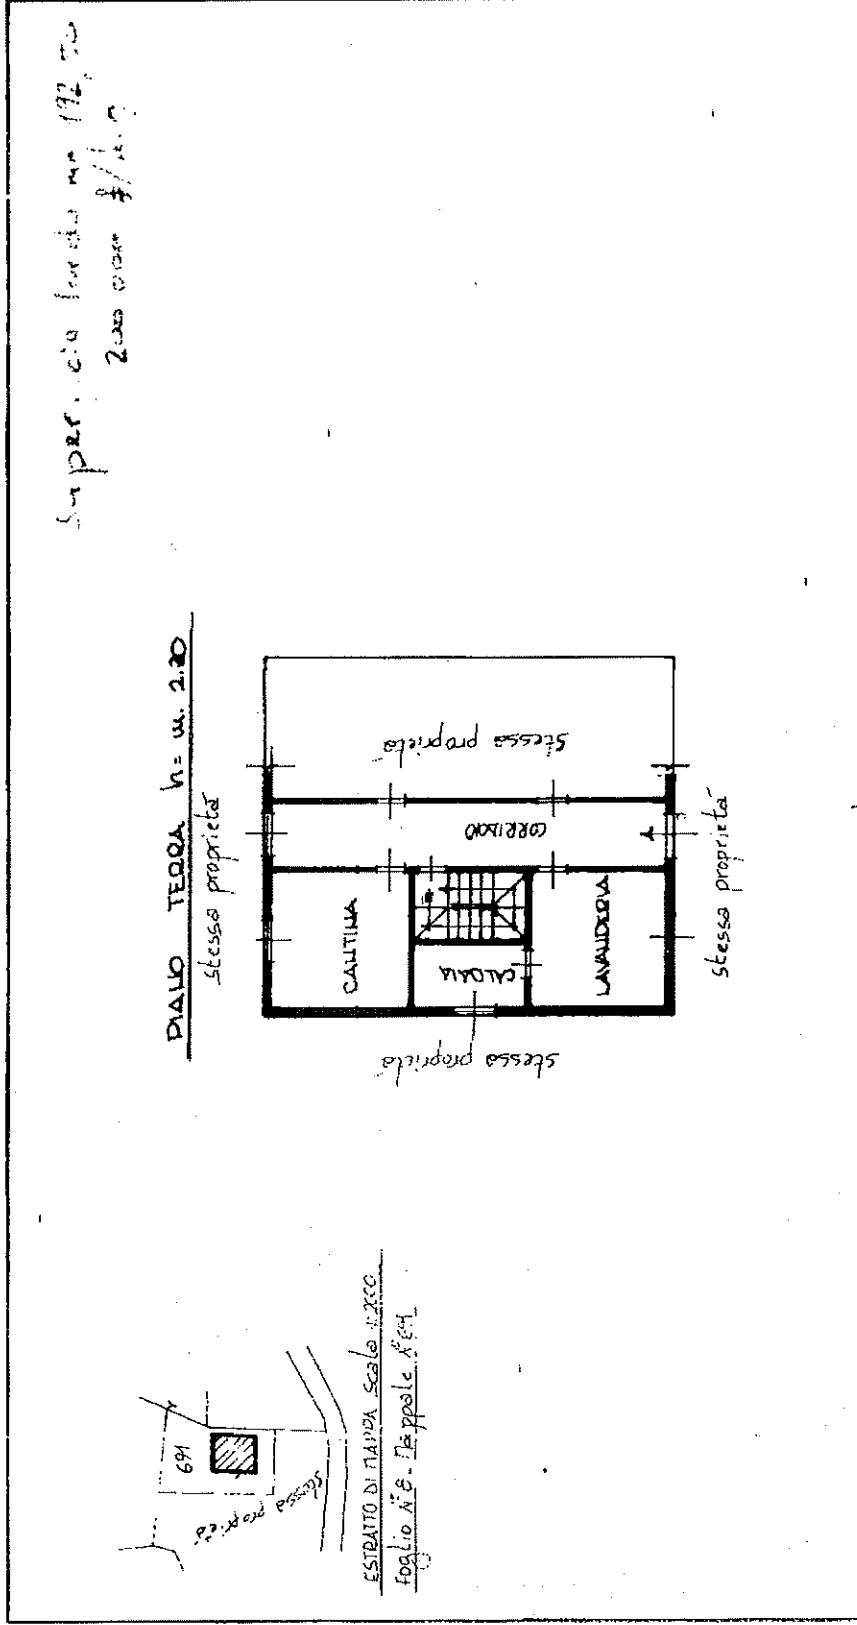 PIANO TERRA h= m. 2.20
stessa proprietà
stessa proprietà
CORRIDOIO
CANTINA
CALDAIA
LAVANDERIA
stessa proprietà
stessa proprietà
691
stessa proprietà
ESTRATTO DI MAPPA scala
foglio N° 8 - Mappale N° 691